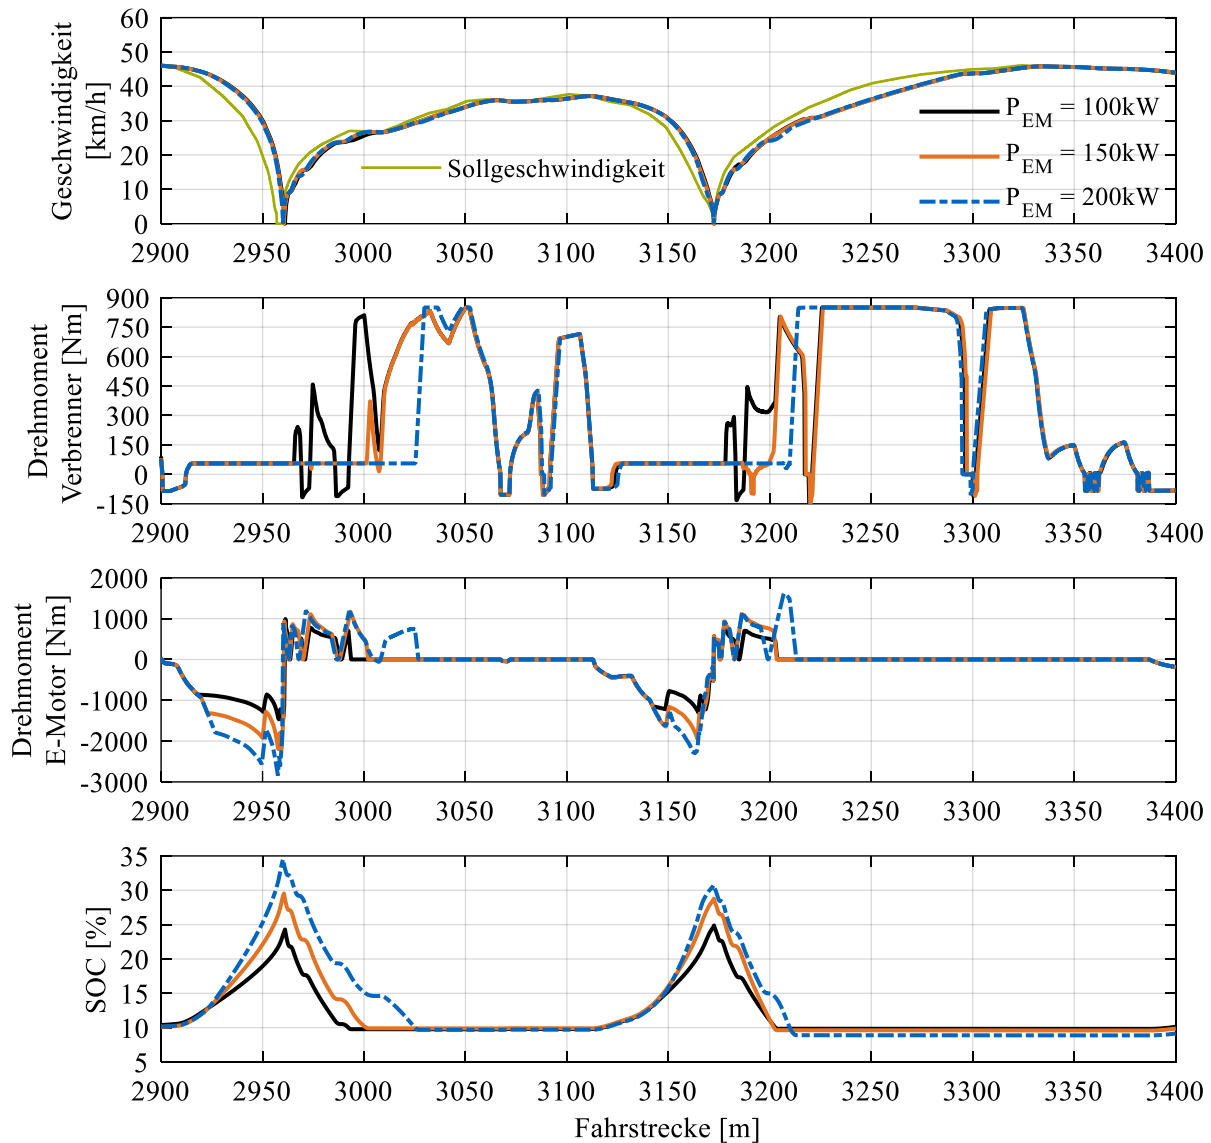 Geschwindigkeit
[km/h]
60
50
40
30
20
10
0
P_EM = 100kW
P_EM = 150kW
P_EM = 200kW
Sollgeschwindigkeit
2900 2950 3000 3050 3100 3150 3200 3250 3300 3350 3400
Drehmoment
Verbrenner [Nm]
900
750
600
450
300
150
0
-150
2900 2950 3000 3050 3100 3150 3200 3250 3300 3350 3400
Drehmoment
E-Motor [Nm]
2000
1000
0
-1000
-2000
-3000
2900 2950 3000 3050 3100 3150 3200 3250 3300 3350 3400
SOC [%]
35
30
25
20
15
10
5
2900 2950 3000 3050 3100 3150 3200 3250 3300 3350 3400
Fahrstrecke [m]